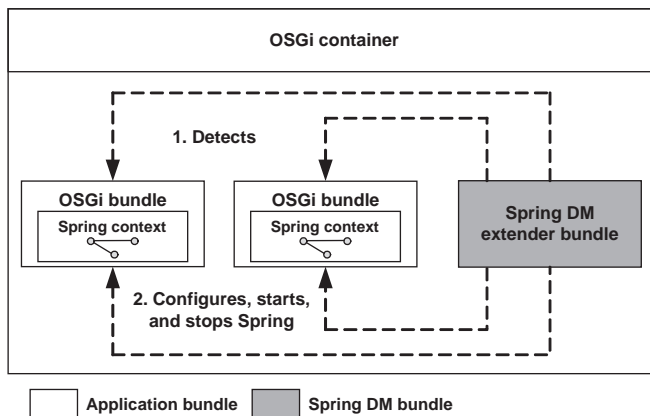 OSGi container
1. Detects
OSGi bundle
Spring context
OSGi bundle
Spring context
Spring DM
extender bundle
2. Configures, starts,
and stops Spring
Application bundle
Spring DM bundle